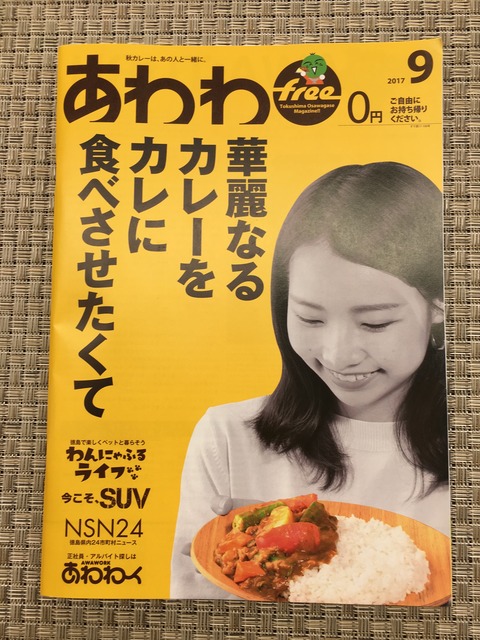 秋カレーは、あの人と一緒に。
あわわ
free
Tokushima Osawagase
Magazine!!
0円
2017 9
ご自由に
お持ち帰り
ください。
華麗なる
カレーを
カレに
食べさせたくて
徳島で楽しくペットと暮らそう
わんにゃふる
ライフ
今こそ、SUV
NSN24
徳島県内24市町村ニュース
正社員・アルバイト探しは
AWAWORK
あわわーく